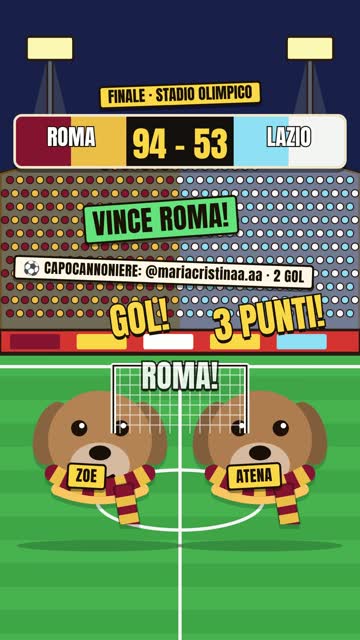 FINALE · STADIO OLIMPICO
ROMA
94 - 53
LAZIO
VINCE ROMA!
CAPOCANNONIERE: @mariacristinaa.aa · 2 GOL
GOL!
3 PUNTI!
ROMA!
ZOE
ATENA